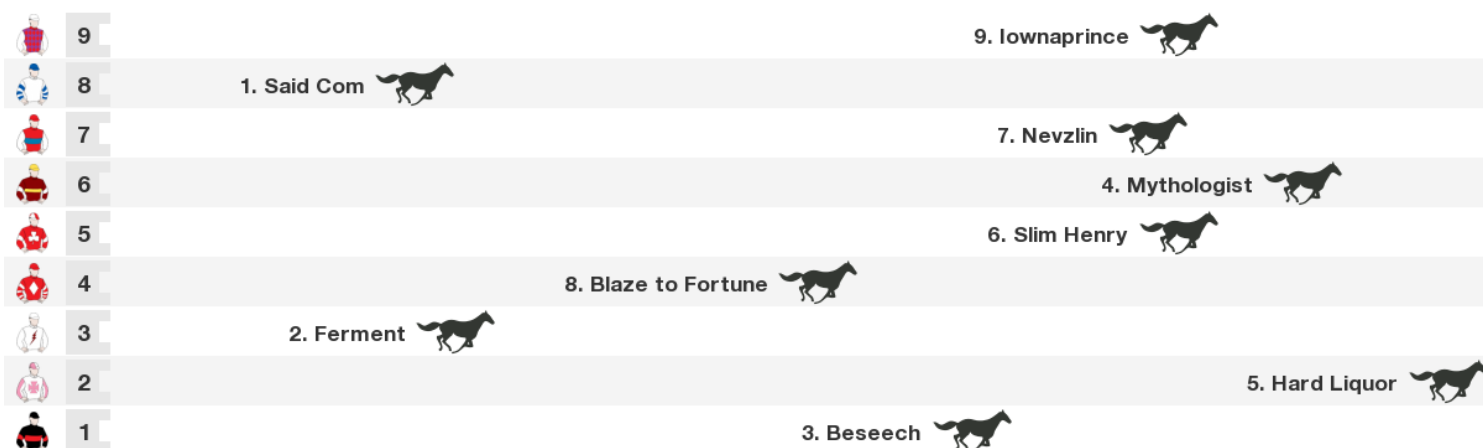 9 9. Iownaprince
8 1. Said Com
7 7. Nevzlin
6 4. Mythologist
5 6. Slim Henry
4 8. Blaze to Fortune
3 2. Ferment
2 5. Hard Liquor
1 3. Beseech